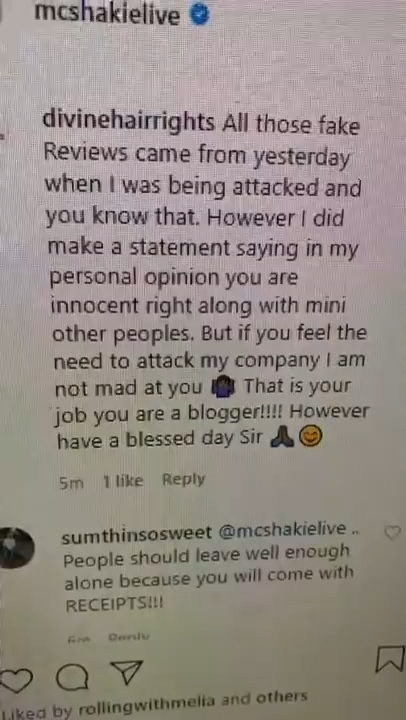 mcshakielive
divinehairrights All those fake
Reviews came from yesterday
when I was being attacked and
you know that. However I did
make a statement saying in my
personal opinion you are
innocent right along with mini
other peoples. But if you feel the
need to attack my company I am
not mad at you 🤷🏿‍♀️ That is your
job you are a blogger!!!! However
have a blessed day Sir 🙏🏿😊
5m 1 like Reply
sumthinsosweet @mcshakielive ..
People should leave well enough
alone because you will come with
RECEIPTS!!!
Liked by rollingwithmelia and others